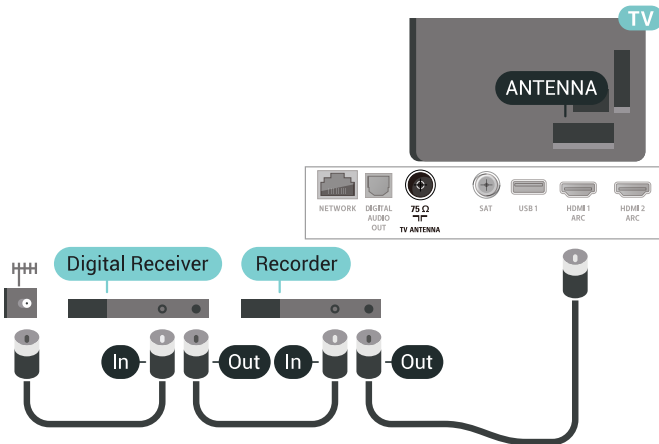 TV
ANTENNA
NETWORK
DIGITAL
AUDIO
OUT
75 Ω
TV ANTENNA
SAT
USB 1
HDMI 1
ARC
HDMI 2
ARC
Digital Receiver
Recorder
In
Out
In
Out